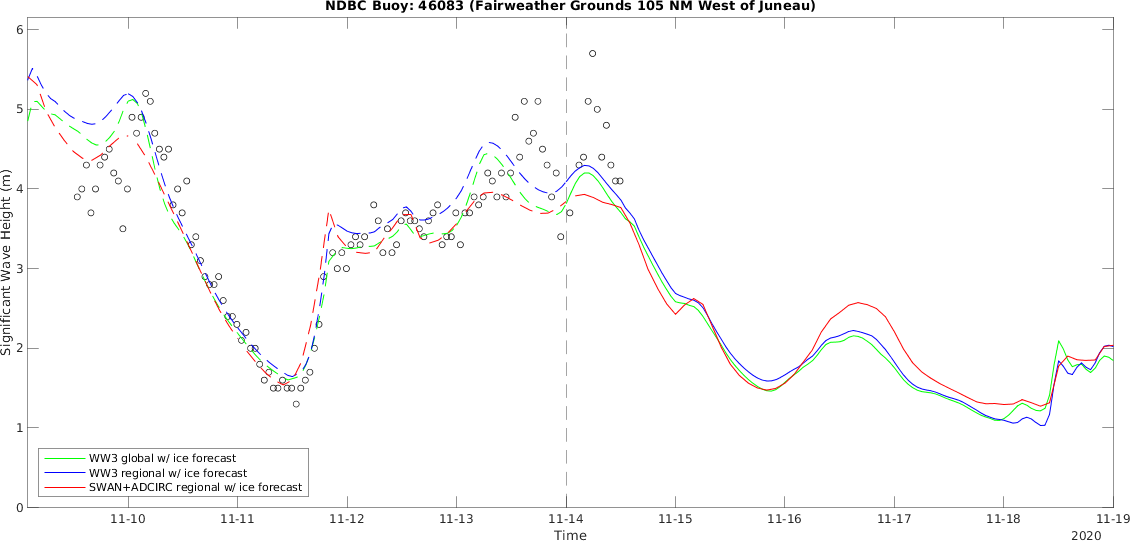 NDBC Buoy: 46083 (Fairweather Grounds 105 NM West of Juneau)
Significant Wave Height (m)
6
5
4
3
2
1
0
WW3 global w/ ice forecast
WW3 regional w/ ice forecast
SWAN+ADCIRC regional w/ ice forecast
11-10 11-11 11-12 11-13 11-14 11-15 11-16 11-17 11-18 11-19
Time
2020